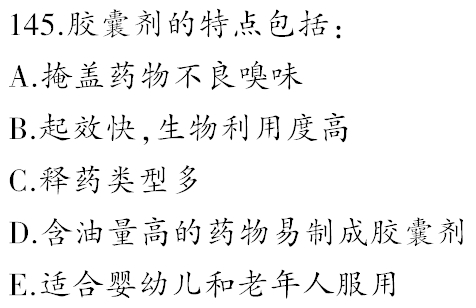 145.胶囊剂的特点包括：
A.掩盖药物不良嗅味
B.起效快,生物利用度高
C.释药类型多
D.含油量高的药物易制成胶囊剂
E.适合婴幼儿和老年人服用